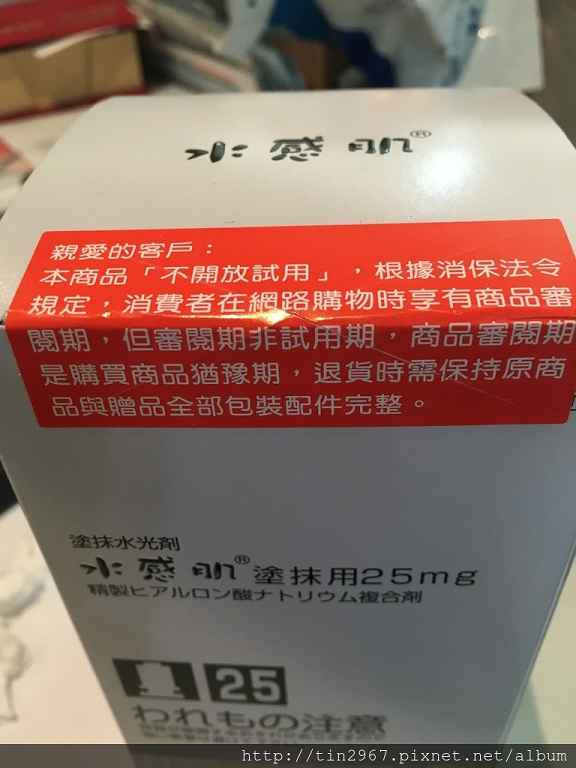 水感肌®
親愛的客戶：
本商品「不開放試用」，根據消保法令
規定，消費者在網路購物時享有商品審
閱期，但審閱期非試用期，商品審閱期
是購買商品猶豫期，退貨時需保持原商
品與贈品全部包裝配件完整。
塗抹水光劑
水感肌®塗抹用25mg
精製ヒアルロン酸ナトリウム複合剤
25
われもの注意
http://tin2967.pixnet.net/album